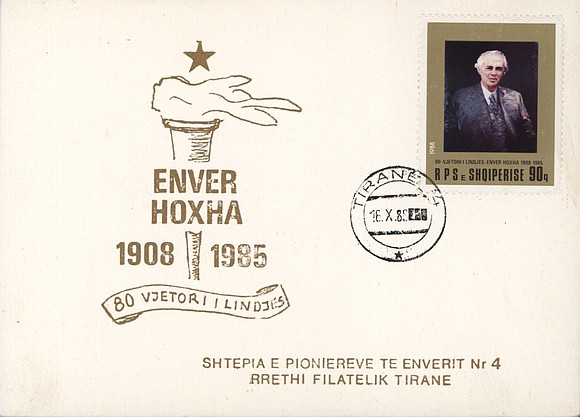 ENVER
HOXHA
1908 1985
80 VJETORI I LINDJES
1988
80-VJETORI I LINDJES-ENVER HOXHA 1908-1985
R P S E SHQIPERISE 90q
TIRANE
16.X.88
SHTEPIA E PIONIEREVE TE ENVERIT Nr 4
RRETHI FILATELIK TIRANE